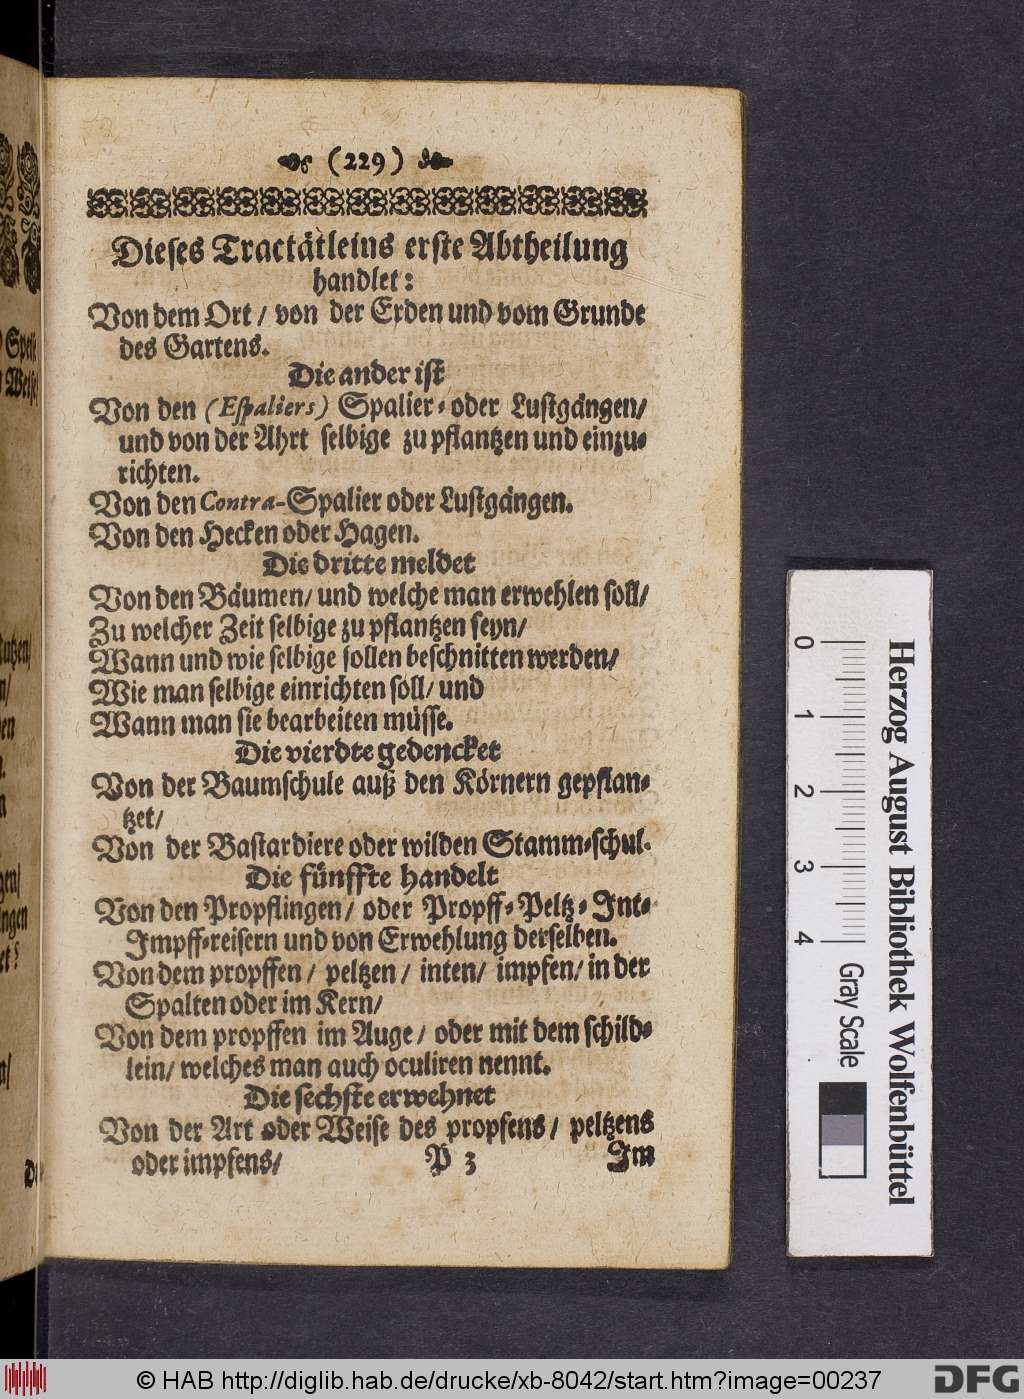 (229)
Dieses Tractätleins erste Abtheilung
handlet:
Von dem Ort / von der Erden und vom Grunde
des Gartens.
Die ander ist
Von den (Espaliers) Spalier- oder Lustgängen/
und von der Ahrt selbige zu pflantzen und einzu-
richten.
Von den Contra-Spalier oder Lustgängen.
Von den Hecken oder Hagen.
Die dritte meldet
Von den Bäumen/ und welche man erwehlen soll/
Zu welcher Zeit selbige zu pflantzen seyn/
Wann und wie selbige sollen beschnitten werden/
Wie man selbige einrichten soll/ und
Wann man sie bearbeiten müsse.
Die vierdte gedencket
Von der Baumschule auß den Körnern gepflan-
tzet/
Von der Bastardiere oder wilden Stamm-schul.
Die fünffte handelt
Von den Propflingen/ oder Propff- Peltz- Int-
Impff-reisern und von Erwehlung derselben.
Von dem propffen / peltzen / inten/ impfen/ in der
Spalten oder im Kern/
Von dem propffen im Auge / oder mit dem schild-
lein/ welches man auch oculiren nennt.
Die sechste erwehnet
Von der Art oder Weise des propfens / peltzens
oder impfens/
P 3
Im
0 1 2 3 4
Gray Scale
Herzog August Bibliothek Wolfenbüttel
© HAB http://diglib.hab.de/drucke/xb-8042/start.htm?image=00237
DFG